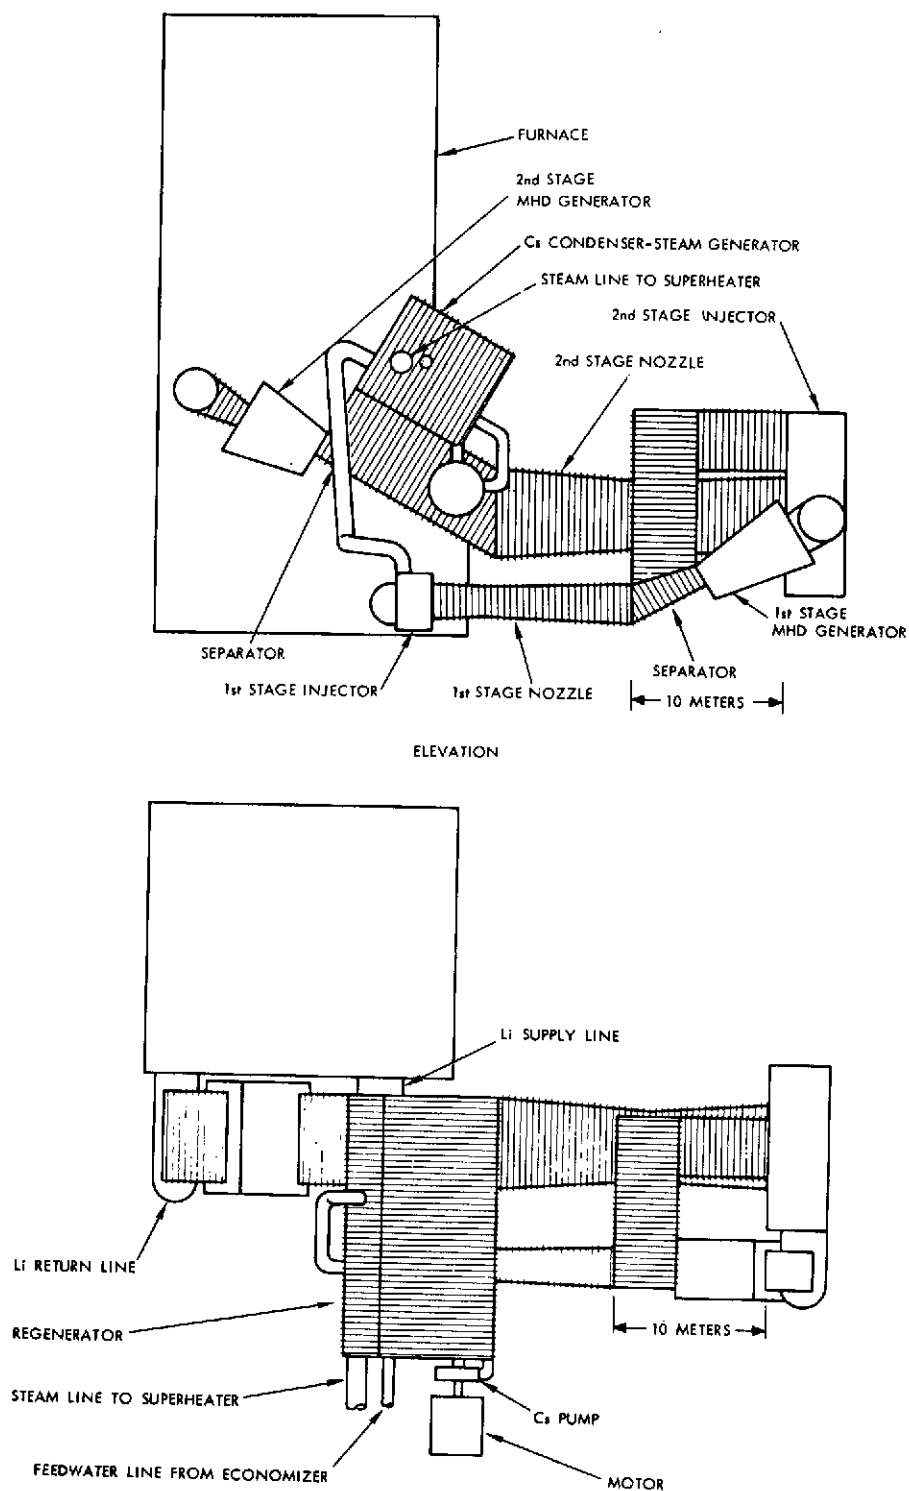 FURNACE
2nd STAGE
MHD GENERATOR
Cs CONDENSER-STEAM GENERATOR
STEAM LINE TO SUPERHEATER
2nd STAGE INJECTOR
2nd STAGE NOZZLE
1st STAGE
MHD GENERATOR
SEPARATOR
SEPARATOR
1st STAGE INJECTOR
1st STAGE NOZZLE
10 METERS
ELEVATION
Li SUPPLY LINE
Li RETURN LINE
REGENERATOR
10 METERS
STEAM LINE TO SUPERHEATER
Cs PUMP
FEEDWATER LINE FROM ECONOMIZER
MOTOR